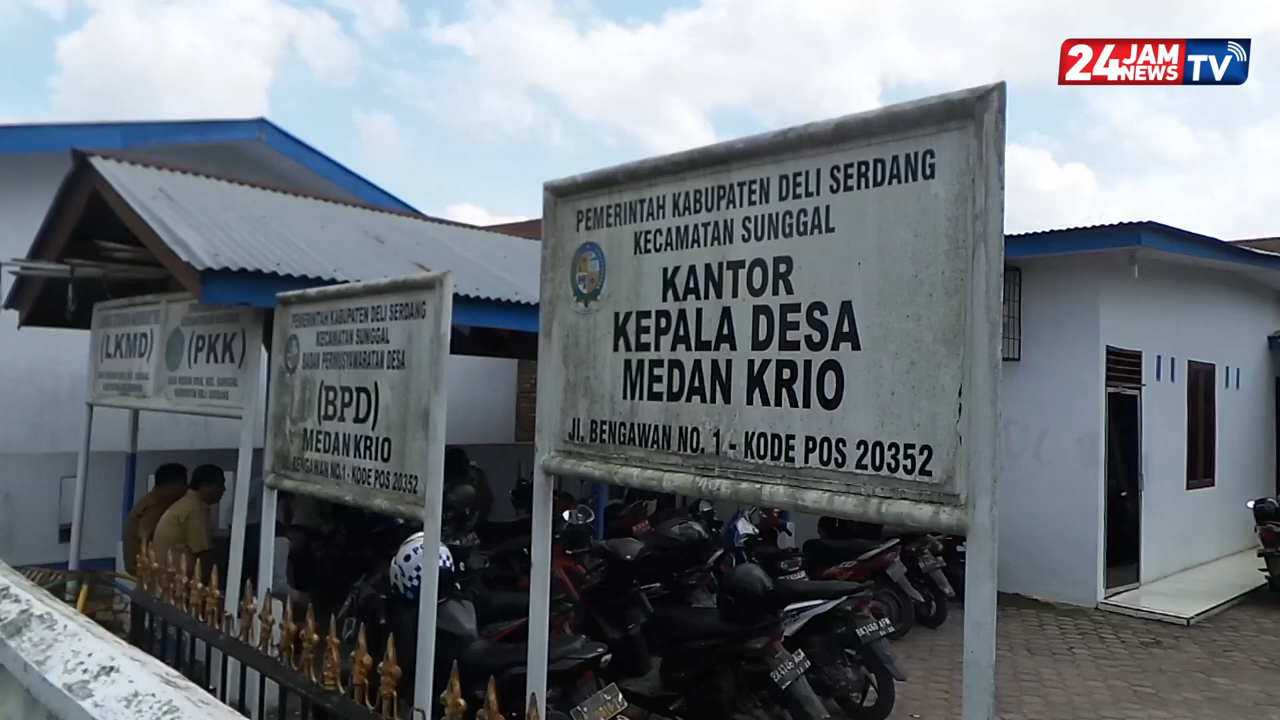 24 JAM NEWS TV
PEMERINTAH KABUPATEN DELI SERDANG
KECAMATAN SUNGGAL
KANTOR
KEPALA DESA
MEDAN KRIO
Jl. BENGAWAN NO. 1 - KODE POS 20352
PEMERINTAH KABUPATEN DELI SERDANG
KECAMATAN SUNGGAL
BADAN PERMUSYAWARATAN DESA
(BPD)
MEDAN KRIO
BENGAWAN NO.1 - KODE POS 20352
(LKMD)
(PKK)